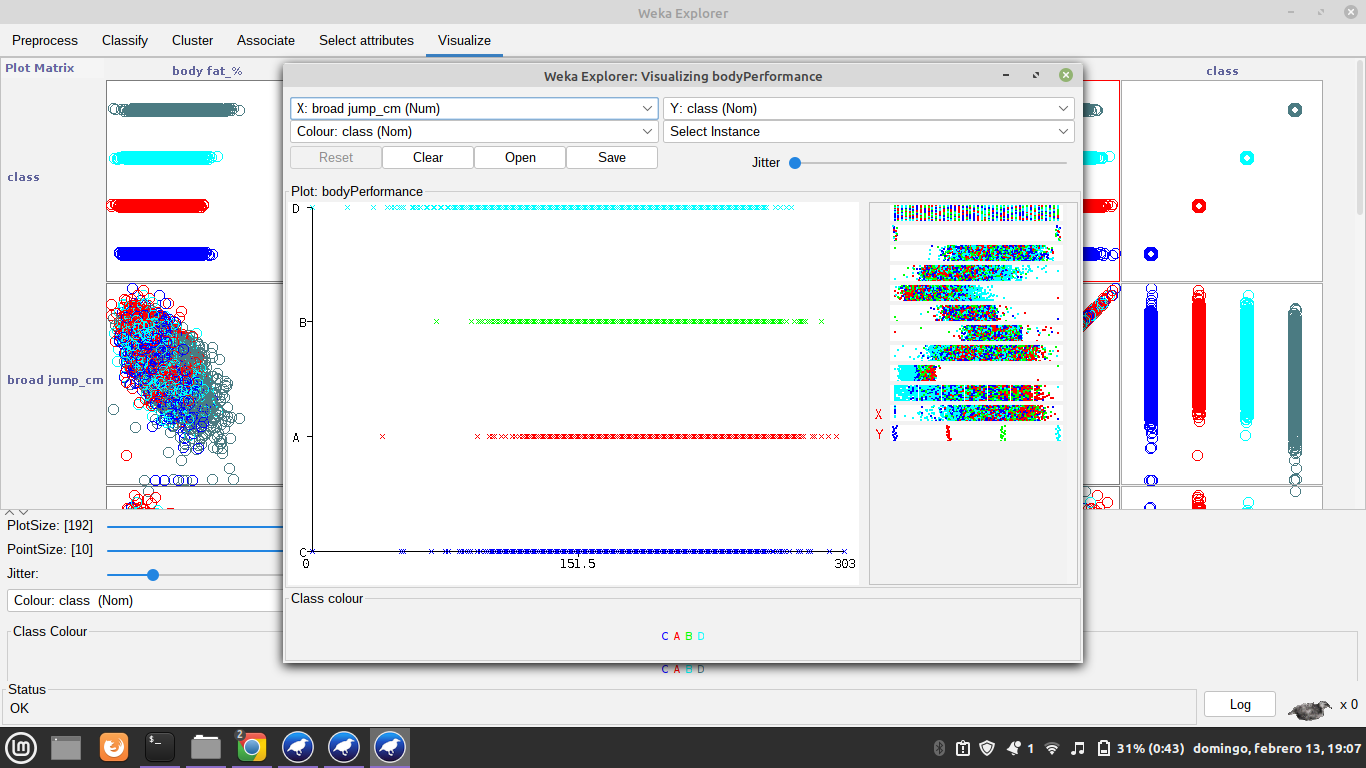 Weka Explorer
Preprocess Classify Cluster Associate Select attributes Visualize
Plot Matrix body fat_% class
class
broad jump_cm
Weka Explorer: Visualizing bodyPerformance
X: broad jump_cm (Num) Y: class (Nom)
Colour: class (Nom) Select Instance
Reset Clear Open Save Jitter
Plot: bodyPerformance
D
B
A
C
0 151.5 303
X
Y
Class colour
C A B D
PlotSize: [192]
PointSize: [10]
Jitter:
Colour: class (Nom)
Class Colour
C A B D
Status
OK
Log
x 0
2
1 31% (0:43) domingo, febrero 13, 19:07